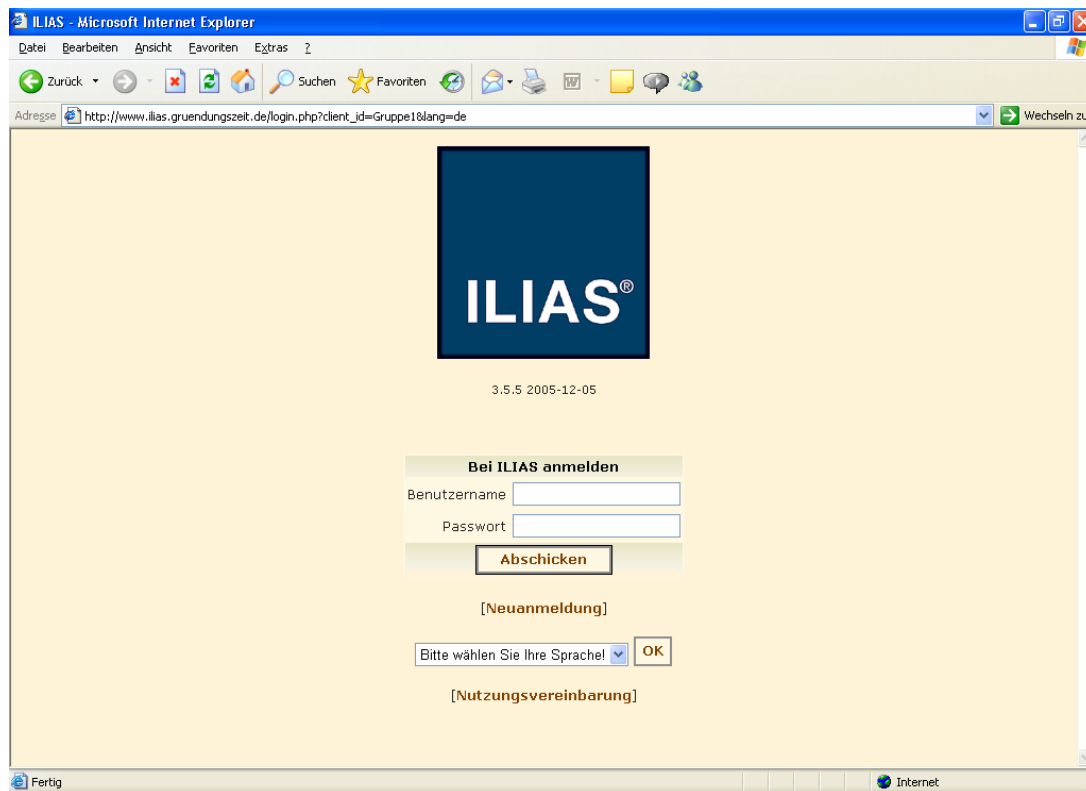 ILIAS - Microsoft Internet Explorer
Datei Bearbeiten Ansicht Favoriten Extras ?
Zurück Suchen Favoriten
Adresse http://www.ilias.gruendungszeit.de/login.php?client_id=Gruppe1&lang=de Wechseln zu
ILIAS®
3.5.5 2005-12-05
Bei ILIAS anmelden
Benutzername
Passwort
Abschicken
[Neuanmeldung]
Bitte wählen Sie Ihre Sprache! OK
[Nutzungsvereinbarung]
Fertig Internet